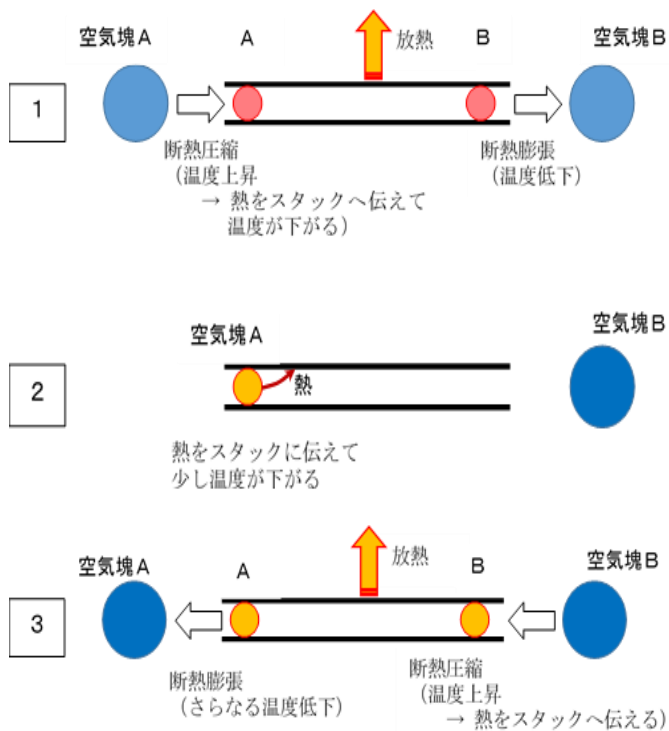 空気塊A
A
放熱
B
空気塊B
1
断熱圧縮
(温度上昇
→ 熱をスタックへ伝えて
温度が下がる)
断熱膨張
(温度低下)
空気塊A
空気塊B
2
熱
熱をスタックに伝えて
少し温度が下がる
空気塊A
A
放熱
B
空気塊B
3
断熱膨張
(さらなる温度低下)
断熱圧縮
(温度上昇
→ 熱をスタックへ伝える)